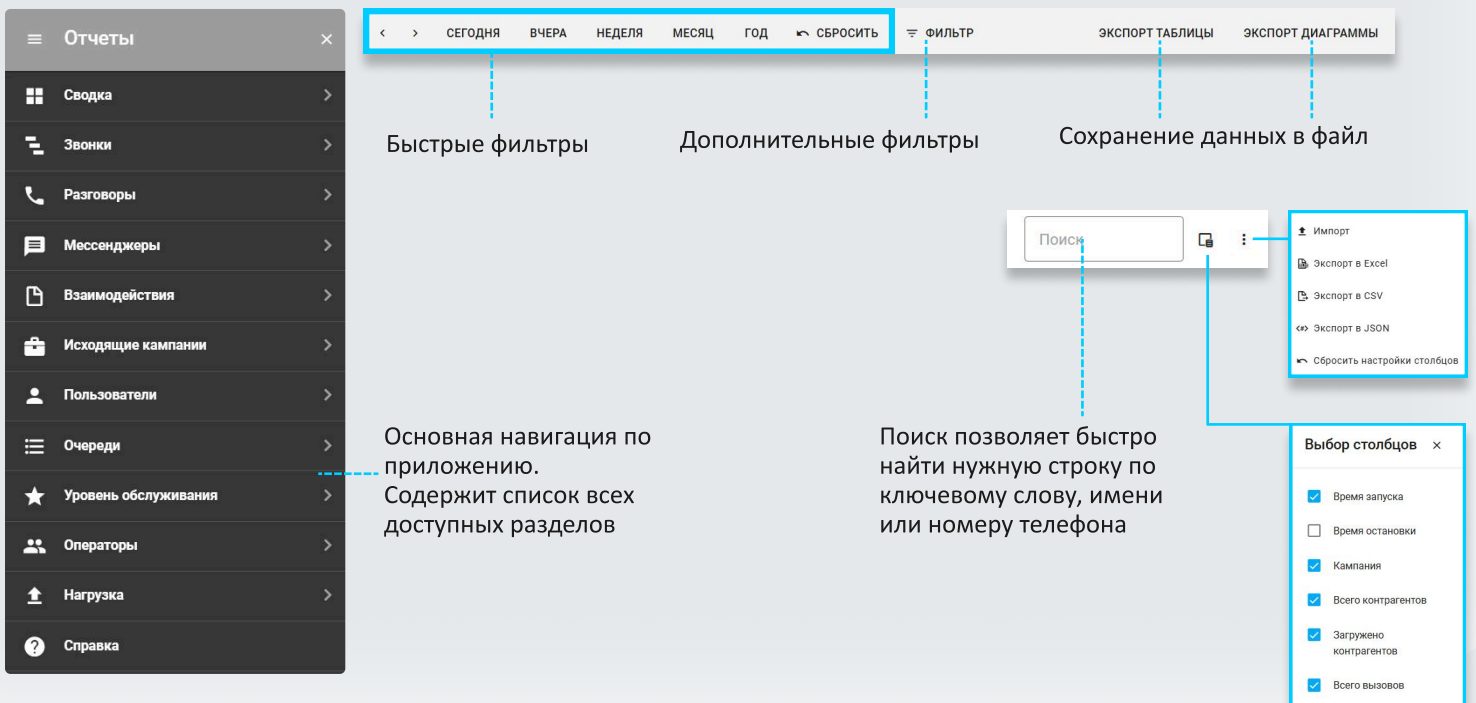 Отчеты
Сводка
Звонки
Разговоры
Мессенджеры
Взаимодействия
Исходящие кампании
Пользователи
Очереди
Уровень обслуживания
Операторы
Нагрузка
Справка
СЕГОДНЯ ВЧЕРА НЕДЕЛЯ МЕСЯЦ ГОД СБРОСИТЬ ФИЛЬТР ЭКСПОРТ ТАБЛИЦЫ ЭКСПОРТ ДИАГРАММЫ
Быстрые фильтры
Дополнительные фильтры
Сохранение данных в файл
Поиск
Импорт
Экспорт в Excel
Экспорт в CSV
Экспорт в JSON
Сбросить настройки столбцов
Основная навигация по
приложению.
Содержит список всех
доступных разделов
Поиск позволяет быстро
найти нужную строку по
ключевому слову, имени
или номеру телефона
Выбор столбцов
Время запуска
Время остановки
Кампания
Всего контрагентов
Загружено
контрагентов
Всего вызовов